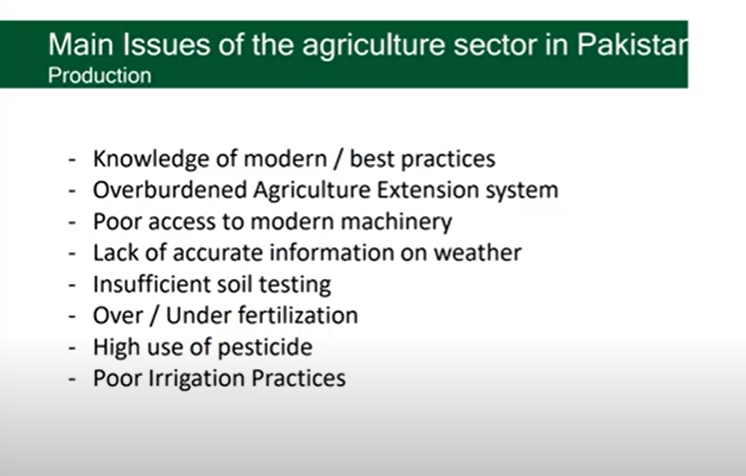 Main Issues of the agriculture sector in Pakistan
Production
- Knowledge of modern / best practices
- Overburdened Agriculture Extension system
- Poor access to modern machinery
- Lack of accurate information on weather
- Insufficient soil testing
- Over / Under fertilization
- High use of pesticide
- Poor Irrigation Practices